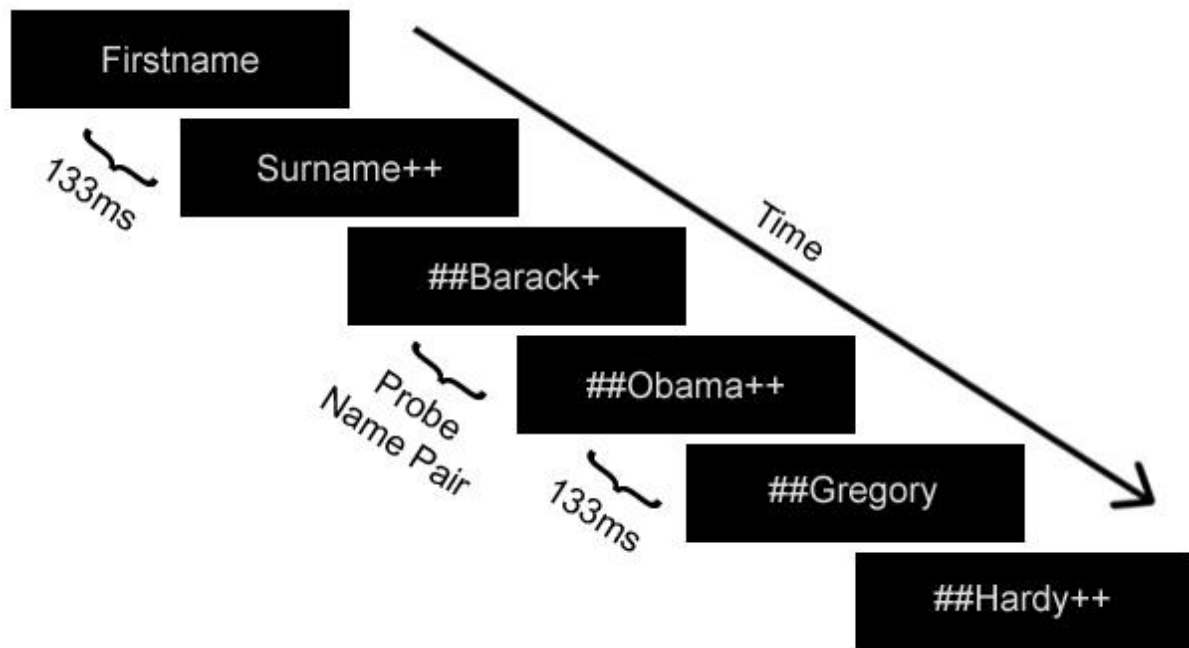 Firstname
133ms
Surname++
Time
##Barack+
Probe
Name Pair
##Obama++
133ms
##Gregory
##Hardy++